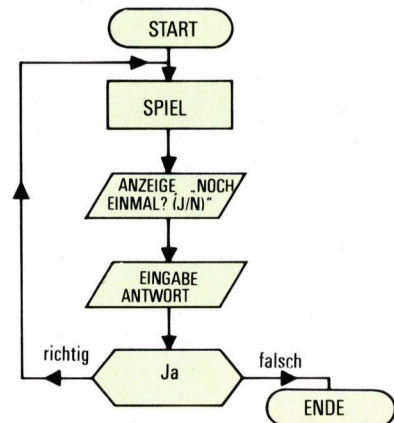 START
SPIEL
ANZEIGE „NOCH
EINMAL? (J/N)“
EINGABE
ANTWORT
richtig
Ja
falsch
ENDE